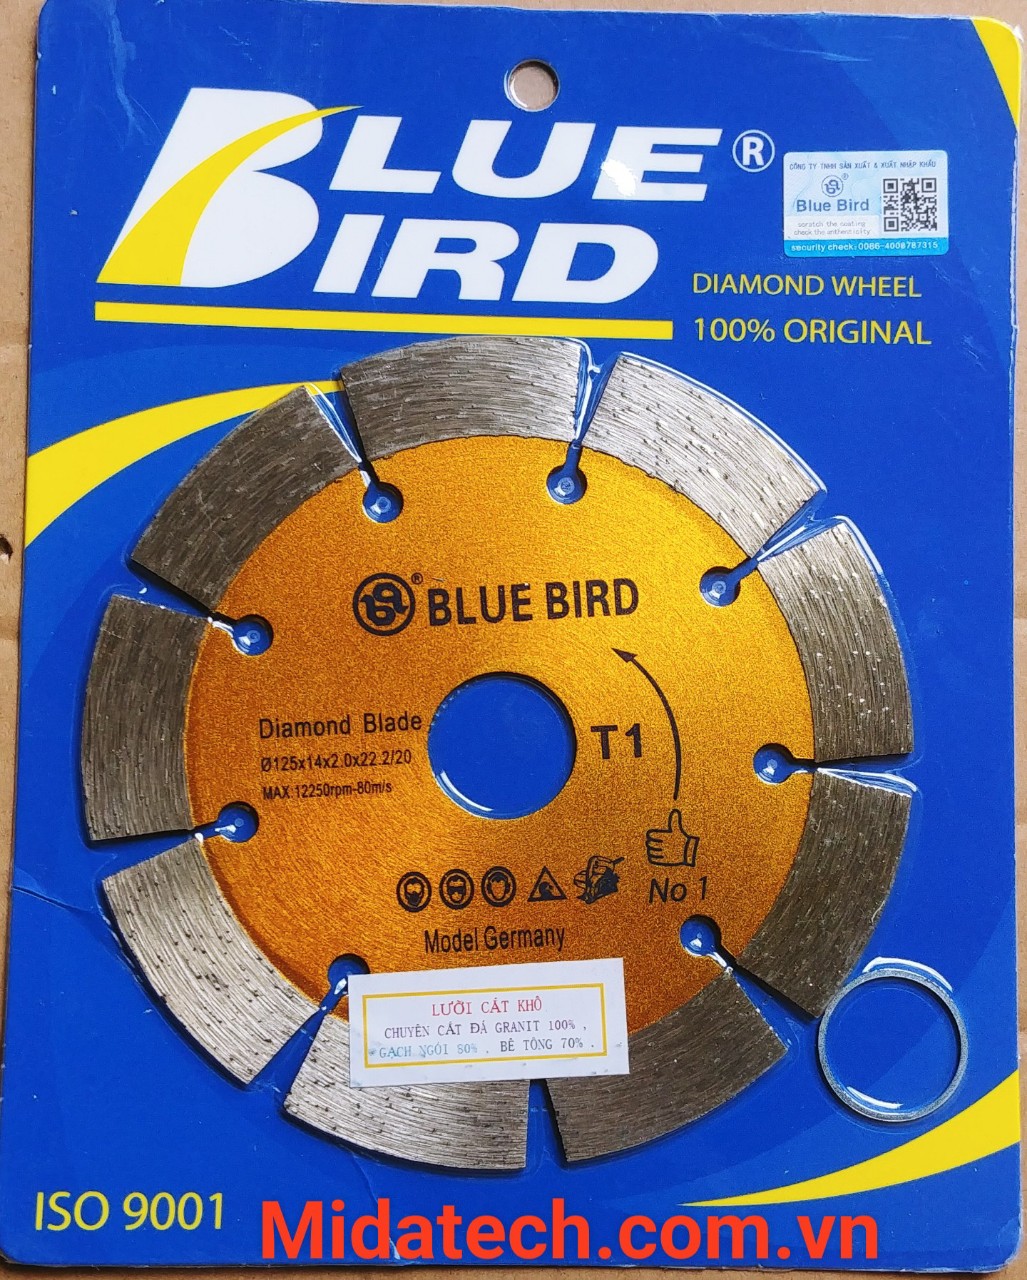 BLUE BIRD®
CÔNG TY TNHH SẢN XUẤT & XUẤT NHẬP KHẨU
®
Blue Bird
scratch the coating
check the anthenticity
security check: 0086-4008787315
DIAMOND WHEEL
100% ORIGINAL
® BLUE BIRD
Diamond Blade
Ø125x14x2.0x22.2/20
MAX:12250rpm-80m/s
T1
No 1
Model Germany
LƯỠI CẮT KHÔ
CHUYÊN CẮT ĐÁ GRANIT 100% ,
GẠCH NGÓI 80% , BÊ TÔNG 70% .
ISO 9001
Midatech.com.vn